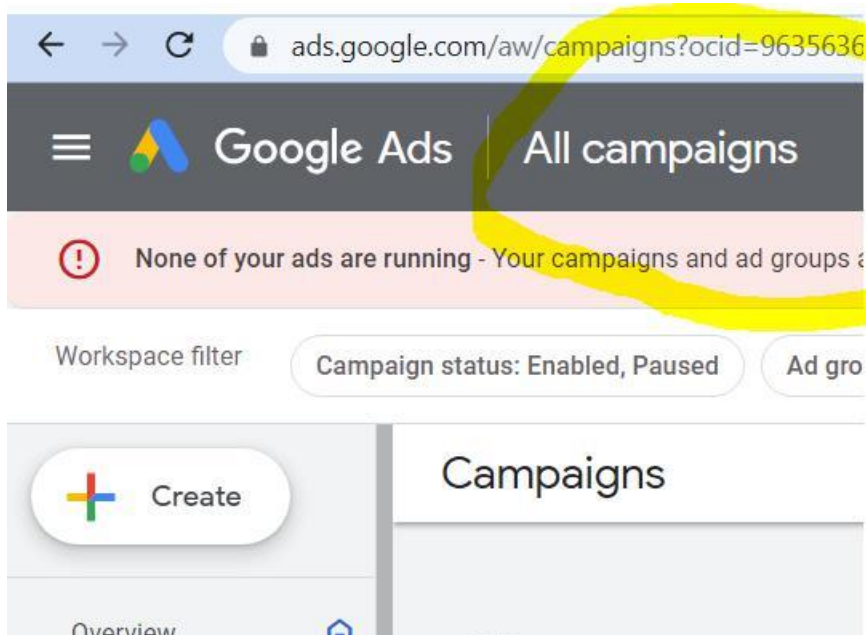 ads.google.com/aw/campaigns?ocid=9635636
Google Ads All campaigns
None of your ads are running - Your campaigns and ad groups a
Workspace filter Campaign status: Enabled, Paused Ad gro
Campaigns
Create
Overview